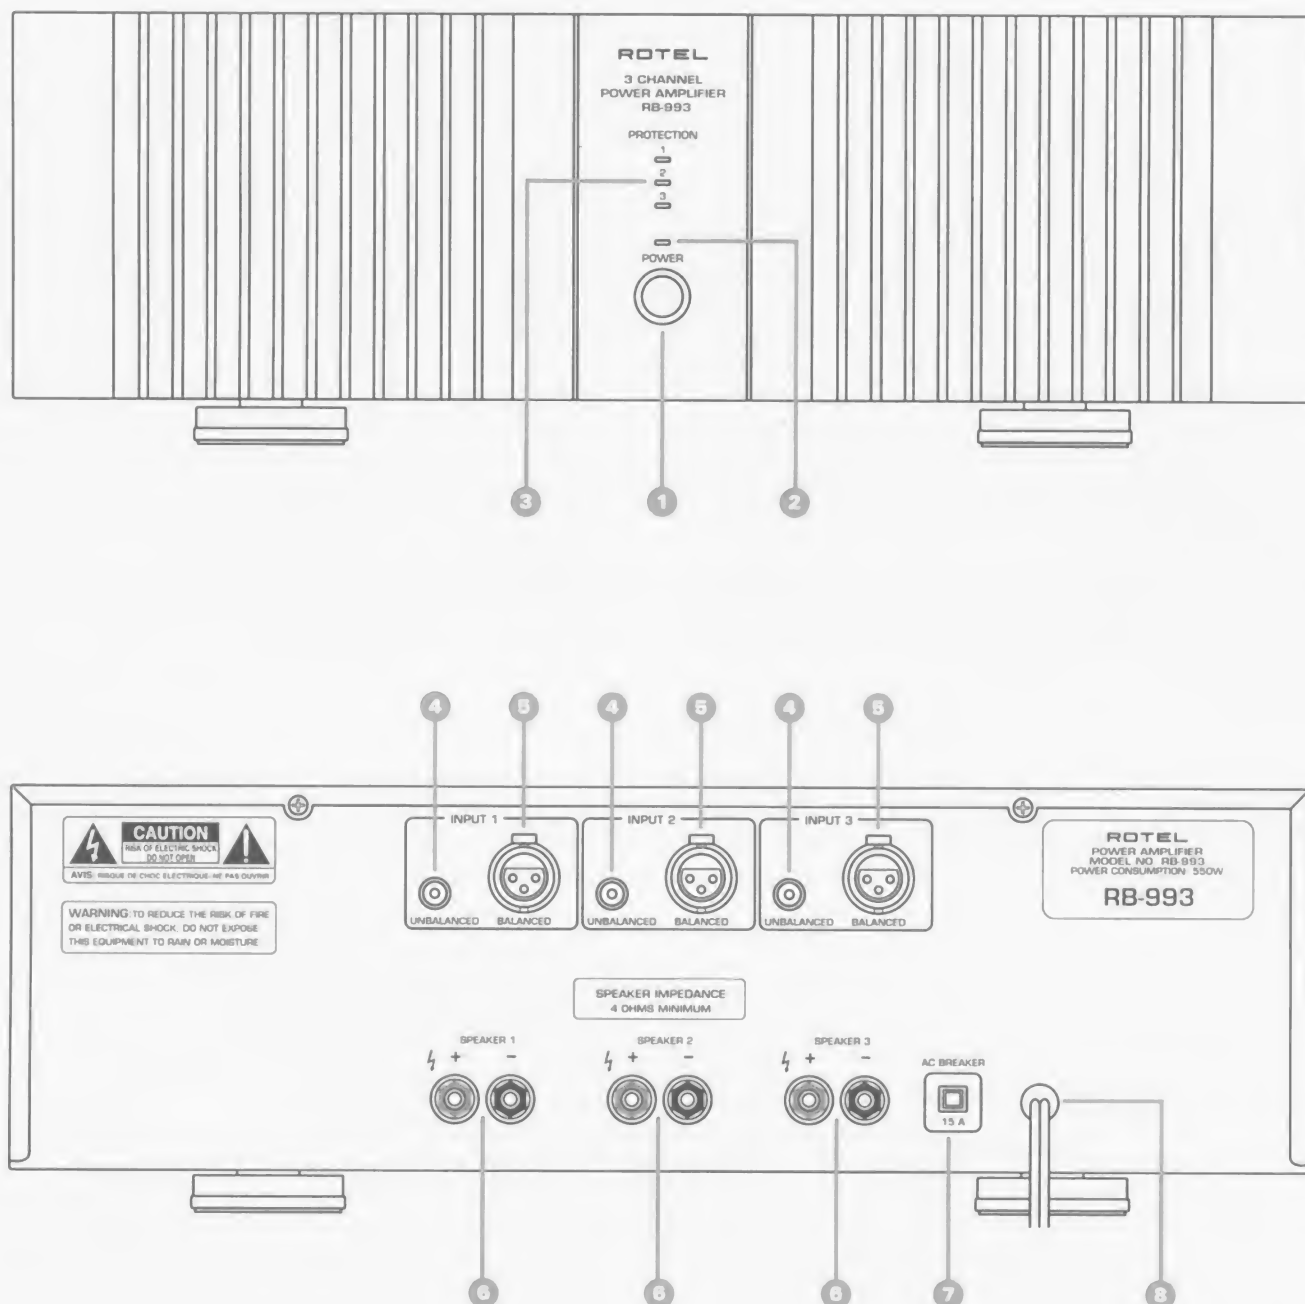 ROTEL
3 CHANNEL
POWER AMPLIFIER
RB-993
PROTECTION
1
2
3
POWER
3
1
2
4
5
4
5
4
5
CAUTION
RISK OF ELECTRIC SHOCK
DO NOT OPEN
AVIS: RISQUE DE CHOC ELECTRIQUE-NE PAS OUVRIR
WARNING: TO REDUCE THE RISK OF FIRE
OR ELECTRICAL SHOCK, DO NOT EXPOSE
THIS EQUIPMENT TO RAIN OR MOISTURE
INPUT 1
UNBALANCED
BALANCED
INPUT 2
UNBALANCED
BALANCED
INPUT 3
UNBALANCED
BALANCED
ROTEL
POWER AMPLIFIER
MODEL NO. RB-993
POWER CONSUMPTION: 550W
RB-993
SPEAKER IMPEDANCE
4 OHMS MINIMUM
SPEAKER 1
+ −
SPEAKER 2
+ −
SPEAKER 3
+ −
AC BREAKER
15 A
6
6
6
7
8